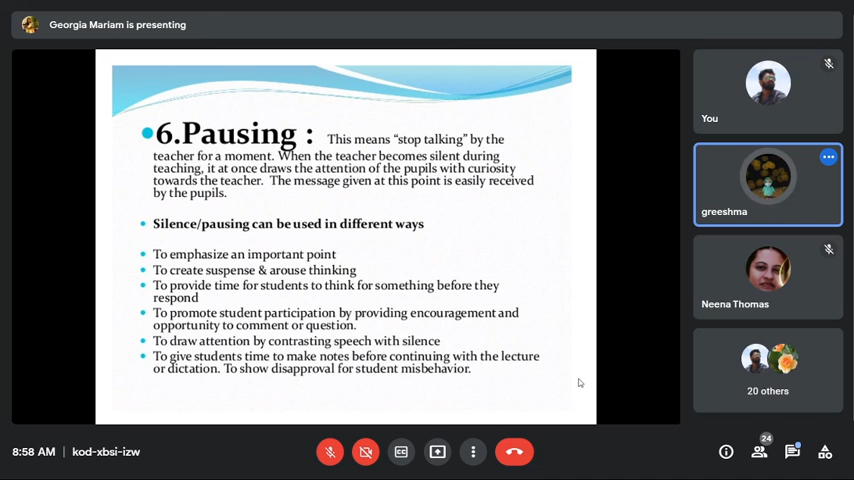 Georgia Mariam is presenting
•6.Pausing : This means “stop talking” by the
teacher for a moment. When the teacher becomes silent during
teaching, it at once draws the attention of the pupils with curiosity
towards the teacher. The message given at this point is easily received
by the pupils.
• Silence/pausing can be used in different ways
• To emphasize an important point
• To create suspense & arouse thinking
• To provide time for students to think for something before they
respond
• To promote student participation by providing encouragement and
opportunity to comment or question.
• To draw attention by contrasting speech with silence
• To give students time to make notes before continuing with the lecture
or dictation. To show disapproval for student misbehavior.
You
greeshma
Neena Thomas
20 others
8:58 AM | kod-xbsi-izw
CC
24